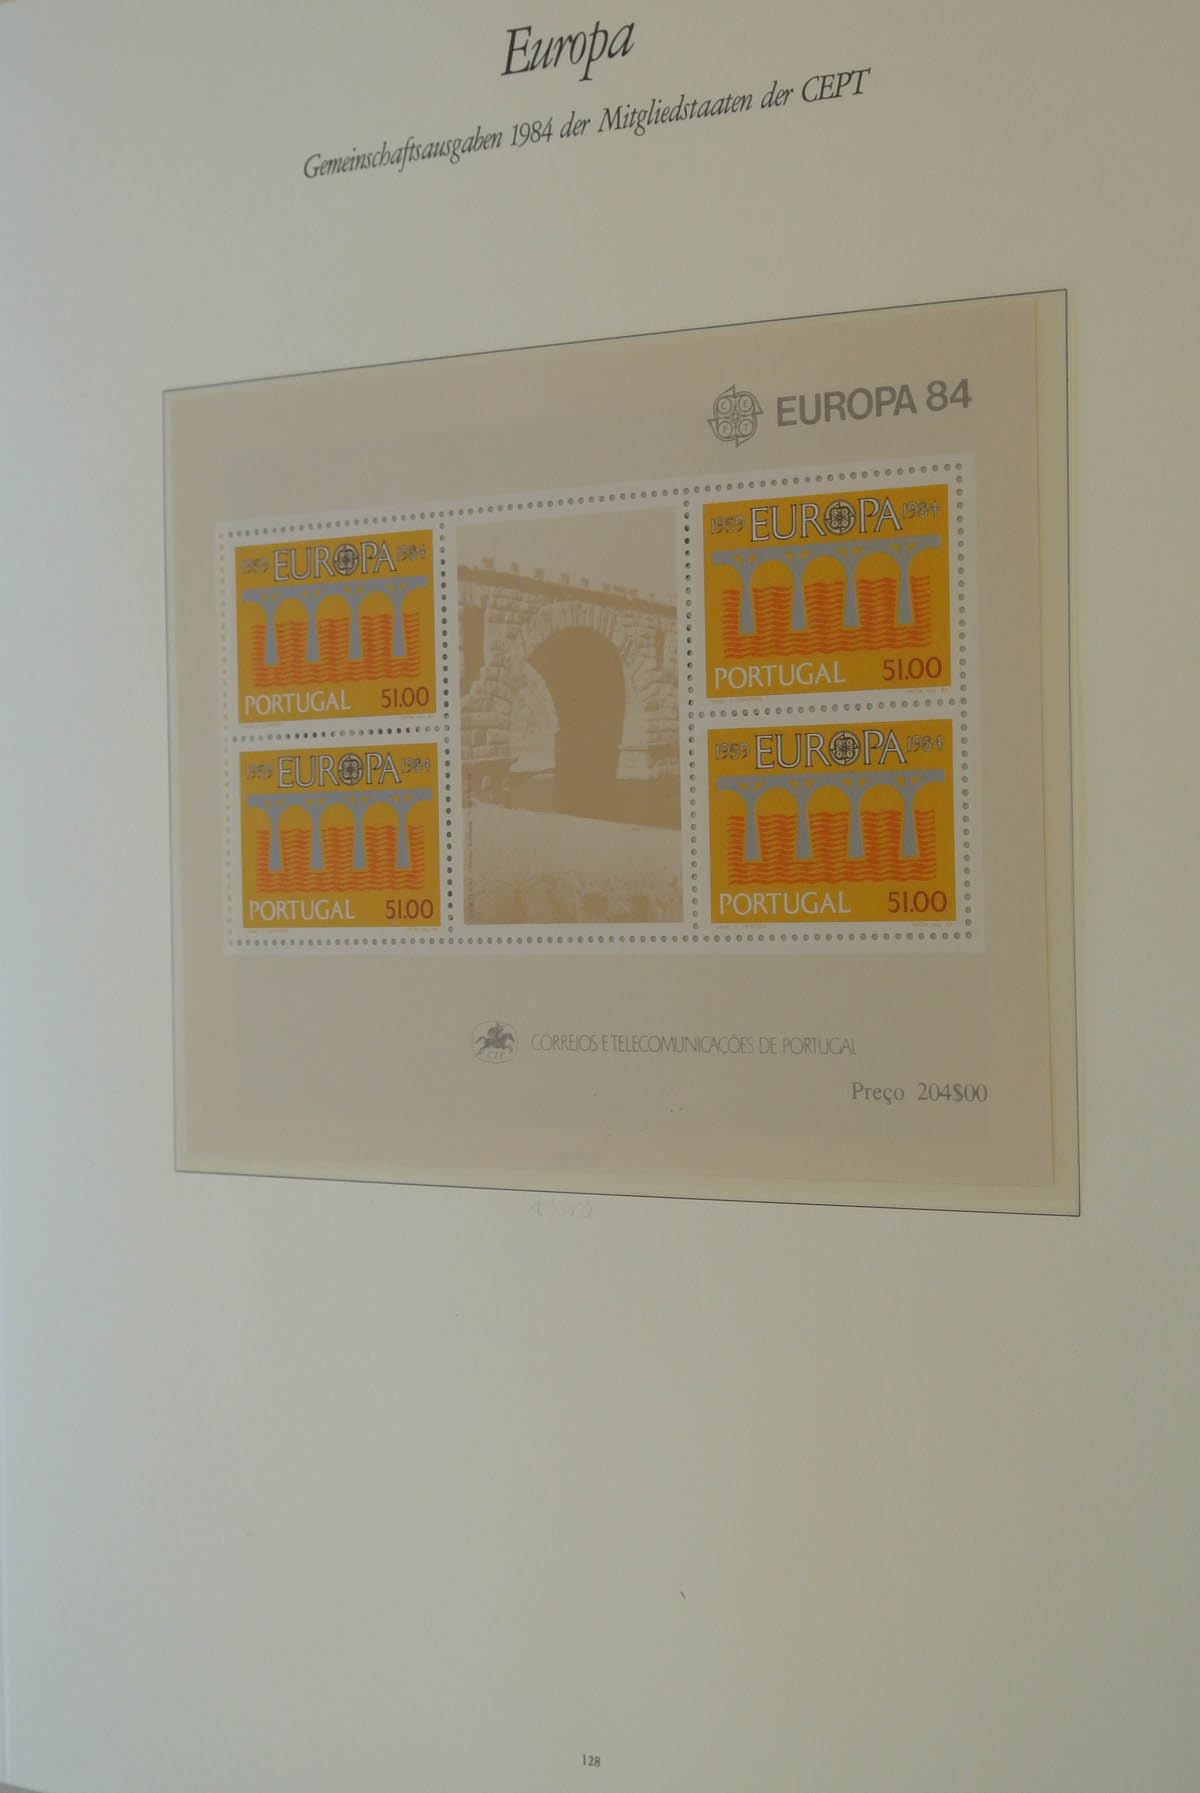 Europa
Gemeinschaftsausgaben 1984 der Mitgliedstaaten der CEPT
CEPT EUROPA 84
1959 EUROPA 1984
PORTUGAL 51.00
1959 EUROPA 1984
PORTUGAL 51.00
1959 EUROPA 1984
PORTUGAL 51.00
1959 EUROPA 1984
PORTUGAL 51.00
CTT CORREIOS E TELECOMUNICAÇÕES DE PORTUGAL
Preço 204$00
128